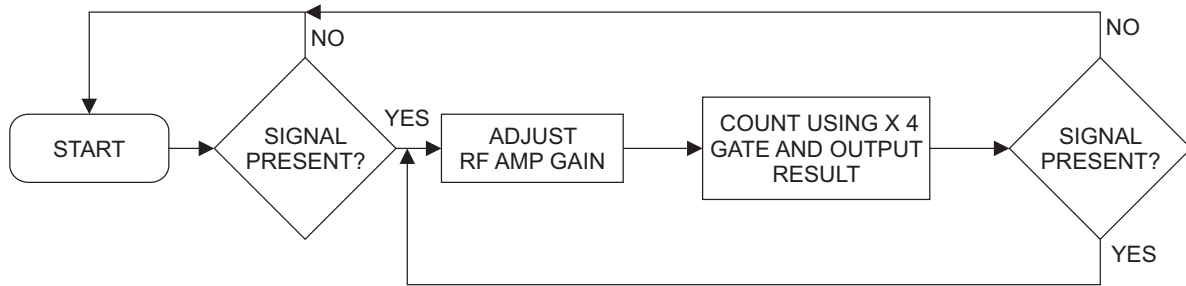 NO
NO
START
SIGNAL
PRESENT?
YES
ADJUST
RF AMP GAIN
COUNT USING X 4
GATE AND OUTPUT
RESULT
SIGNAL
PRESENT?
YES